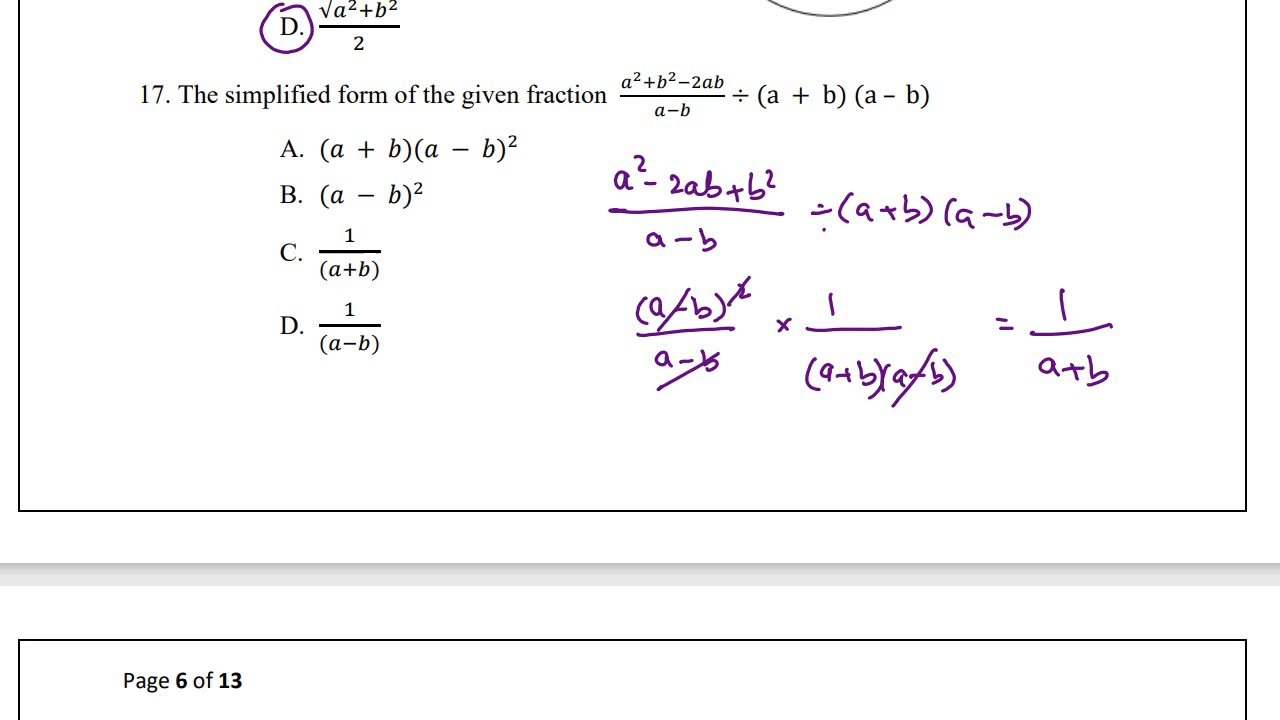 D. √a²+b²/2
17. The simplified form of the given fraction a²+b²−2ab/a−b ÷ (a + b) (a – b)
A. (a + b)(a − b)²
B. (a − b)²
C. 1/(a+b)
D. 1/(a−b)
a² - 2ab + b² / a - b ÷ (a+b) (a-b)
(a-b)² / a-b × 1 / (a+b)(a-b) = 1 / a+b
Page 6 of 13